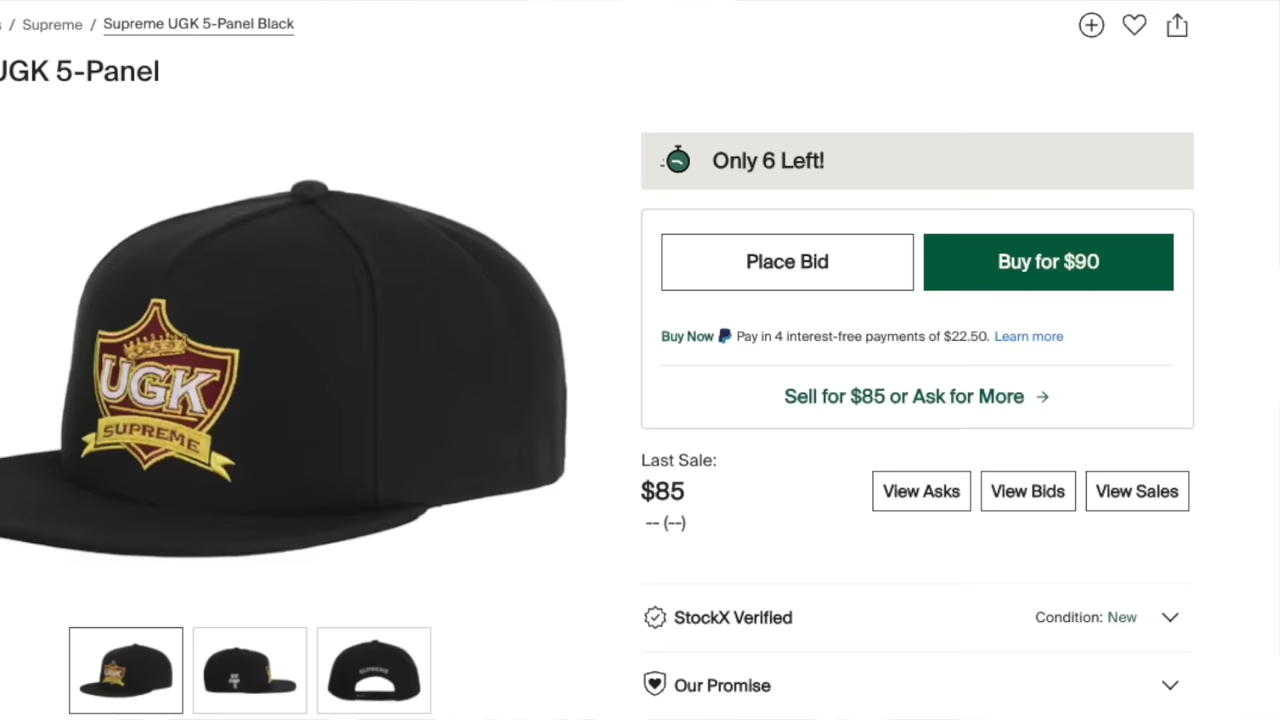 / Supreme / Supreme UGK 5-Panel Black
UGK 5-Panel
Only 6 Left!
Place Bid
Buy for $90
Buy Now Pay in 4 interest-free payments of $22.50. Learn more
Sell for $85 or Ask for More →
Last Sale:
$85
-- (--)
View Asks
View Bids
View Sales
UGK
SUPREME
StockX Verified
Condition: New
Our Promise
SUPREME